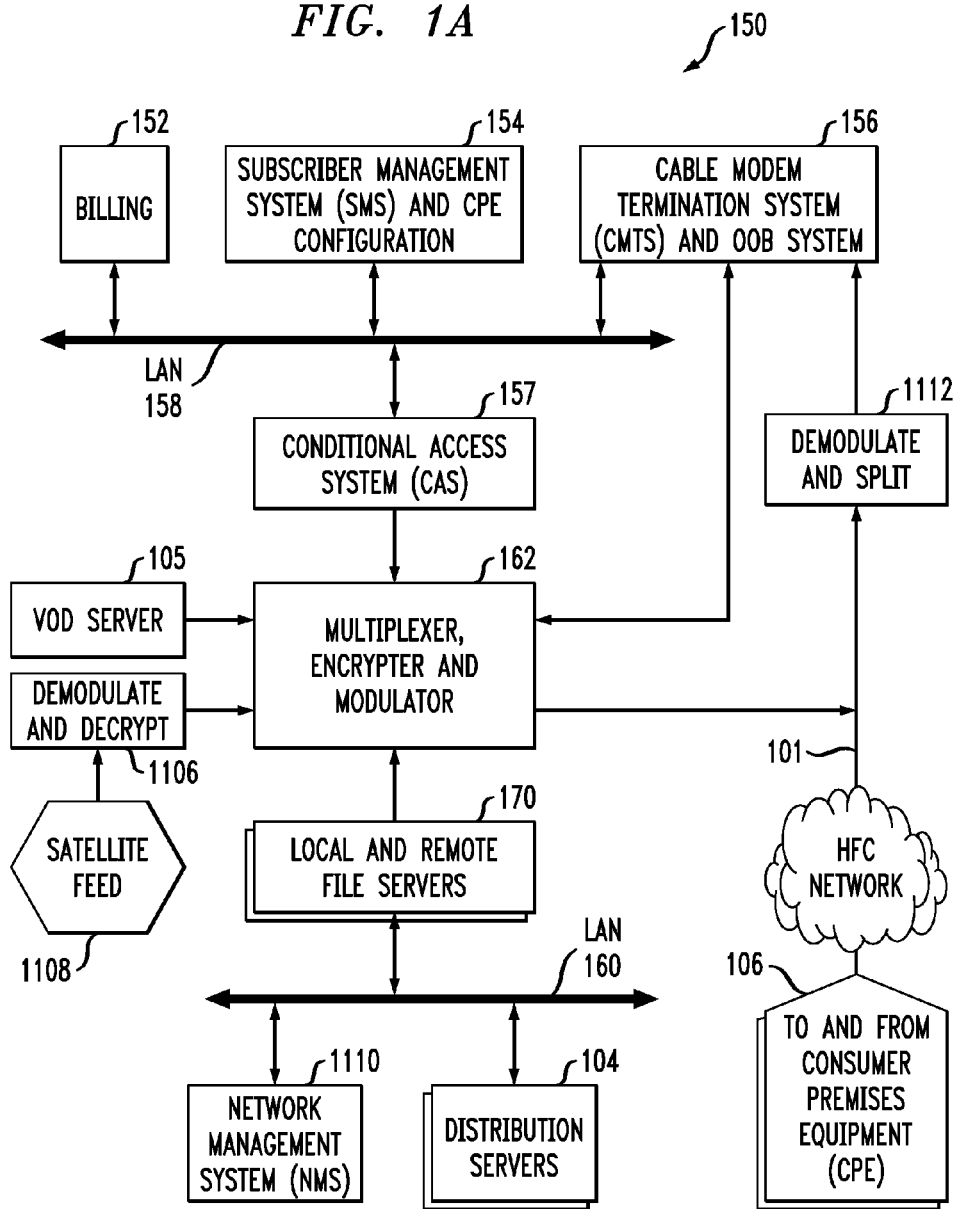 FIG. 1A
150
152
BILLING
154
SUBSCRIBER MANAGEMENT
SYSTEM (SMS) AND CPE
CONFIGURATION
156
CABLE MODEM
TERMINATION SYSTEM
(CMTS) AND OOB SYSTEM
LAN
158
157
CONDITIONAL ACCESS
SYSTEM (CAS)
1112
DEMODULATE
AND SPLIT
105
VOD SERVER
162
MULTIPLEXER,
ENCRYPTER AND
MODULATOR
DEMODULATE
AND DECRYPT
1106
101
SATELLITE
FEED
1108
170
LOCAL AND REMOTE
FILE SERVERS
HFC
NETWORK
LAN
160
106
TO AND FROM
CONSUMER
PREMISES
EQUIPMENT
(CPE)
1110
NETWORK
MANAGEMENT
SYSTEM (NMS)
104
DISTRIBUTION
SERVERS